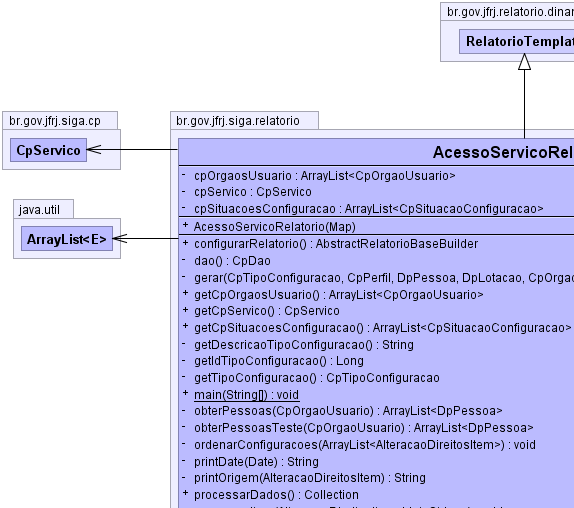 br.gov.jfrj.relatorio.dinar
RelatorioTemplat
br.gov.jfrj.siga.cp
CpServico
java.util
ArrayList<E>
br.gov.jfrj.siga.relatorio
AcessoServicoRel
- cpOrgaosUsuario : ArrayList<CpOrgaoUsuario>
- cpServico : CpServico
- cpSituacoesConfiguracao : ArrayList<CpSituacaoConfiguracao>
+ AcessoServicoRelatorio(Map)
+ configurarRelatorio() : AbstractRelatorioBaseBuilder
- dao() : CpDao
- gerar(CpTipoConfiguracao, CpPerfil, DpPessoa, DpLotacao, CpOrgao
+ getCpOrgaosUsuario() : ArrayList<CpOrgaoUsuario>
+ getCpServico() : CpServico
+ getCpSituacoesConfiguracao() : ArrayList<CpSituacaoConfiguracao>
- getDescricaoTipoConfiguracao() : String
- getIdTipoConfiguracao() : Long
- getTipoConfiguracao() : CpTipoConfiguracao
+ main(String[]) : void
- obterPessoas(CpOrgaoUsuario) : ArrayList<DpPessoa>
- obterPessoasTeste(CpOrgaoUsuario) : ArrayList<DpPessoa>
- ordenarConfiguracoes(ArrayList<AlteracaoDireitosItem>) : void
- printDate(Date) : String
- printOrigem(AlteracaoDireitosItem) : String
+ processarDados() : Collection